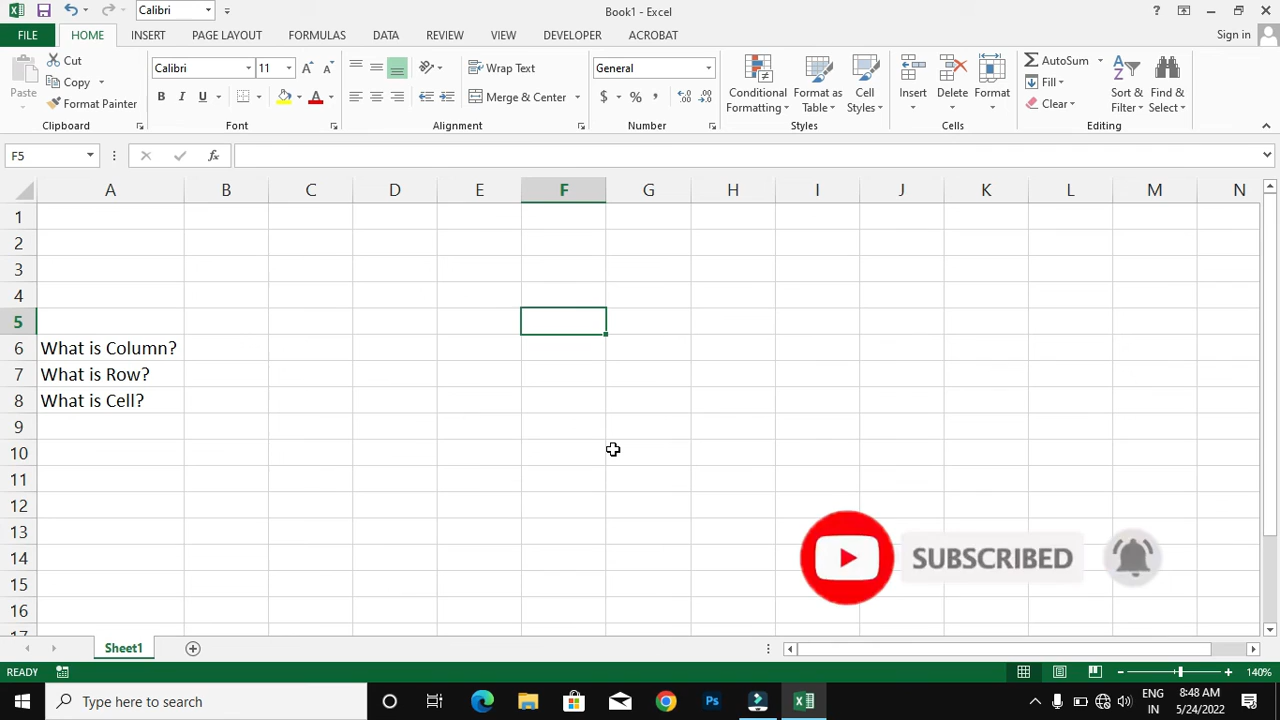 Calibri
Book1 - Excel
?
FILE HOME INSERT PAGE LAYOUT FORMULAS DATA REVIEW VIEW DEVELOPER ACROBAT Sign in
Paste
Cut
Copy
Format Painter
Clipboard
Calibri 11
B I U
Font
Wrap Text
Merge & Center
Alignment
General
$ % ,
Number
Conditional Formatting
Format as Table
Cell Styles
Styles
Insert
Delete
Format
Cells
AutoSum
Fill
Clear
Sort & Filter
Find & Select
Editing
F5
fx
A B C D E F G H I J K L M N
1
2
3
4
5
6 What is Column?
7 What is Row?
8 What is Cell?
9
10
11
12
13
14
15
16
17
SUBSCRIBED
Sheet1
READY
140%
Type here to search
Ps
ENG
IN
8:48 AM
5/24/2022